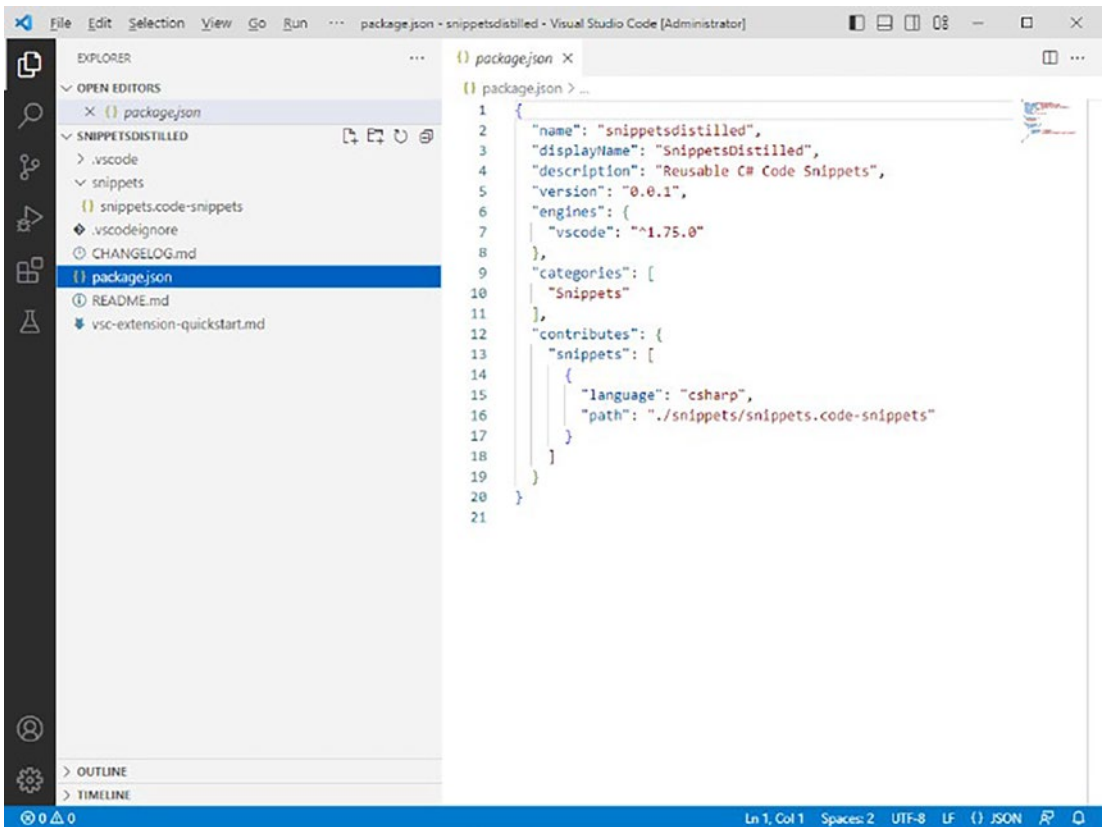 File Edit Selection View Go Run ··· package.json - snippetsdistilled - Visual Studio Code [Administrator]
EXPLORER ···
OPEN EDITORS
{} package.json
SNIPPETSDISTILLED
.vscode
snippets
{} snippets.code-snippets
.vscodeignore
CHANGELOG.md
{} package.json
README.md
vsc-extension-quickstart.md
OUTLINE
TIMELINE
{} package.json
{} package.json > ...
1 {
2 "name": "snippetsdistilled",
3 "displayName": "SnippetsDistilled",
4 "description": "Reusable C# Code Snippets",
5 "version": "0.0.1",
6 "engines": {
7 "vscode": "^1.75.0"
8 },
9 "categories": [
10 "Snippets"
11 ],
12 "contributes": {
13 "snippets": [
14 {
15 "language": "csharp",
16 "path": "./snippets/snippets.code-snippets"
17 }
18 ]
19 }
20 }
21
0 0 Ln 1, Col 1 Spaces: 2 UTF-8 LF {} JSON